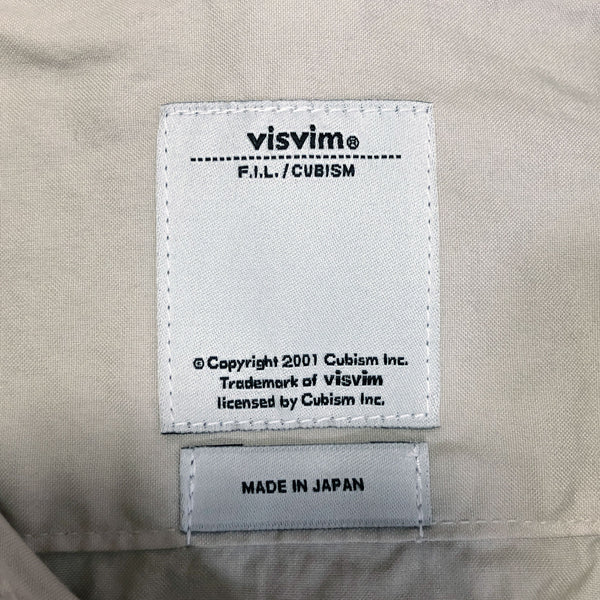 visvim®
F.I.L./CUBISM
© Copyright 2001 Cubism Inc.
Trademark of visvim
licensed by Cubism Inc.
MADE IN JAPAN